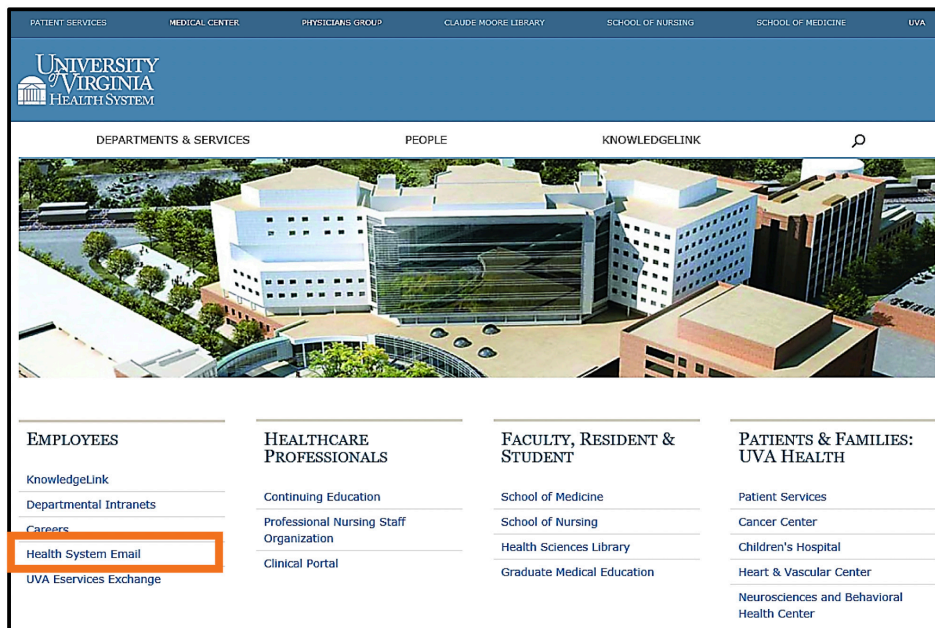 PATIENT SERVICES
MEDICAL CENTER
PHYSICIANS GROUP
CLAUDE MOORE LIBRARY
SCHOOL OF NURSING
SCHOOL OF MEDICINE
UVA
UNIVERSITY
of VIRGINIA
HEALTH SYSTEM
DEPARTMENTS & SERVICES
PEOPLE
KNOWLEDGELINK
EMPLOYEES
KnowledgeLink
Departmental Intranets
Careers
Health System Email
UVA Eservices Exchange
HEALTHCARE
PROFESSIONALS
Continuing Education
Professional Nursing Staff
Organization
Clinical Portal
FACULTY, RESIDENT &
STUDENT
School of Medicine
School of Nursing
Health Sciences Library
Graduate Medical Education
PATIENTS & FAMILIES:
UVA HEALTH
Patient Services
Cancer Center
Children's Hospital
Heart & Vascular Center
Neurosciences and Behavioral
Health Center